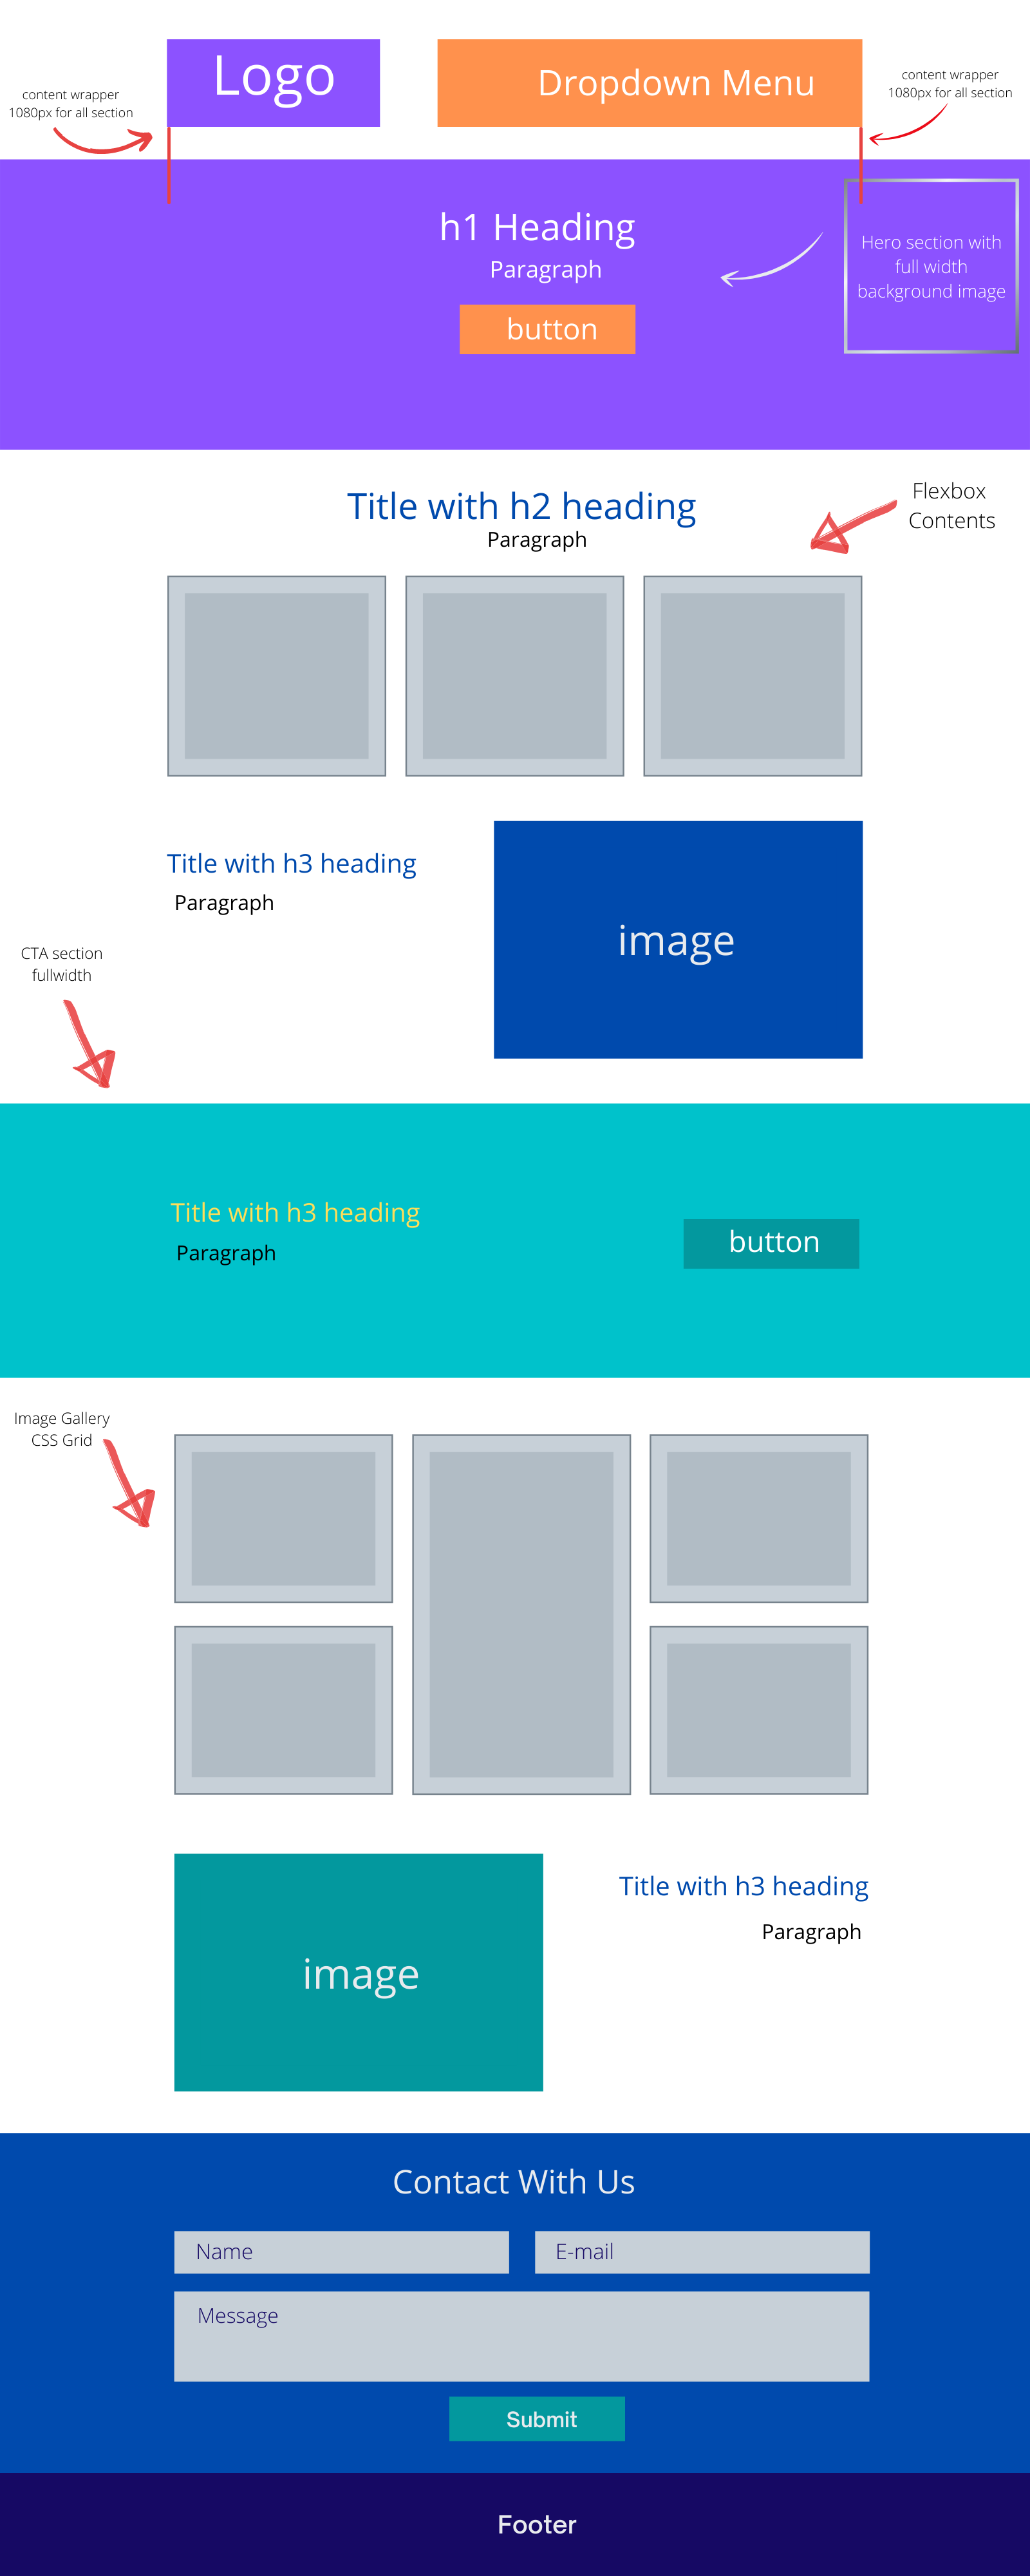 Logo
Dropdown Menu
content wrapper
1080px for all section
content wrapper
1080px for all section
h1 Heading
Paragraph
button
Hero section with
full width
background image
Title with h2 heading
Paragraph
Flexbox
Contents
Title with h3 heading
Paragraph
image
CTA section
fullwidth
Title with h3 heading
Paragraph
button
Image Gallery
CSS Grid
image
Title with h3 heading
Paragraph
Contact With Us
Name
E-mail
Message
Submit
Footer